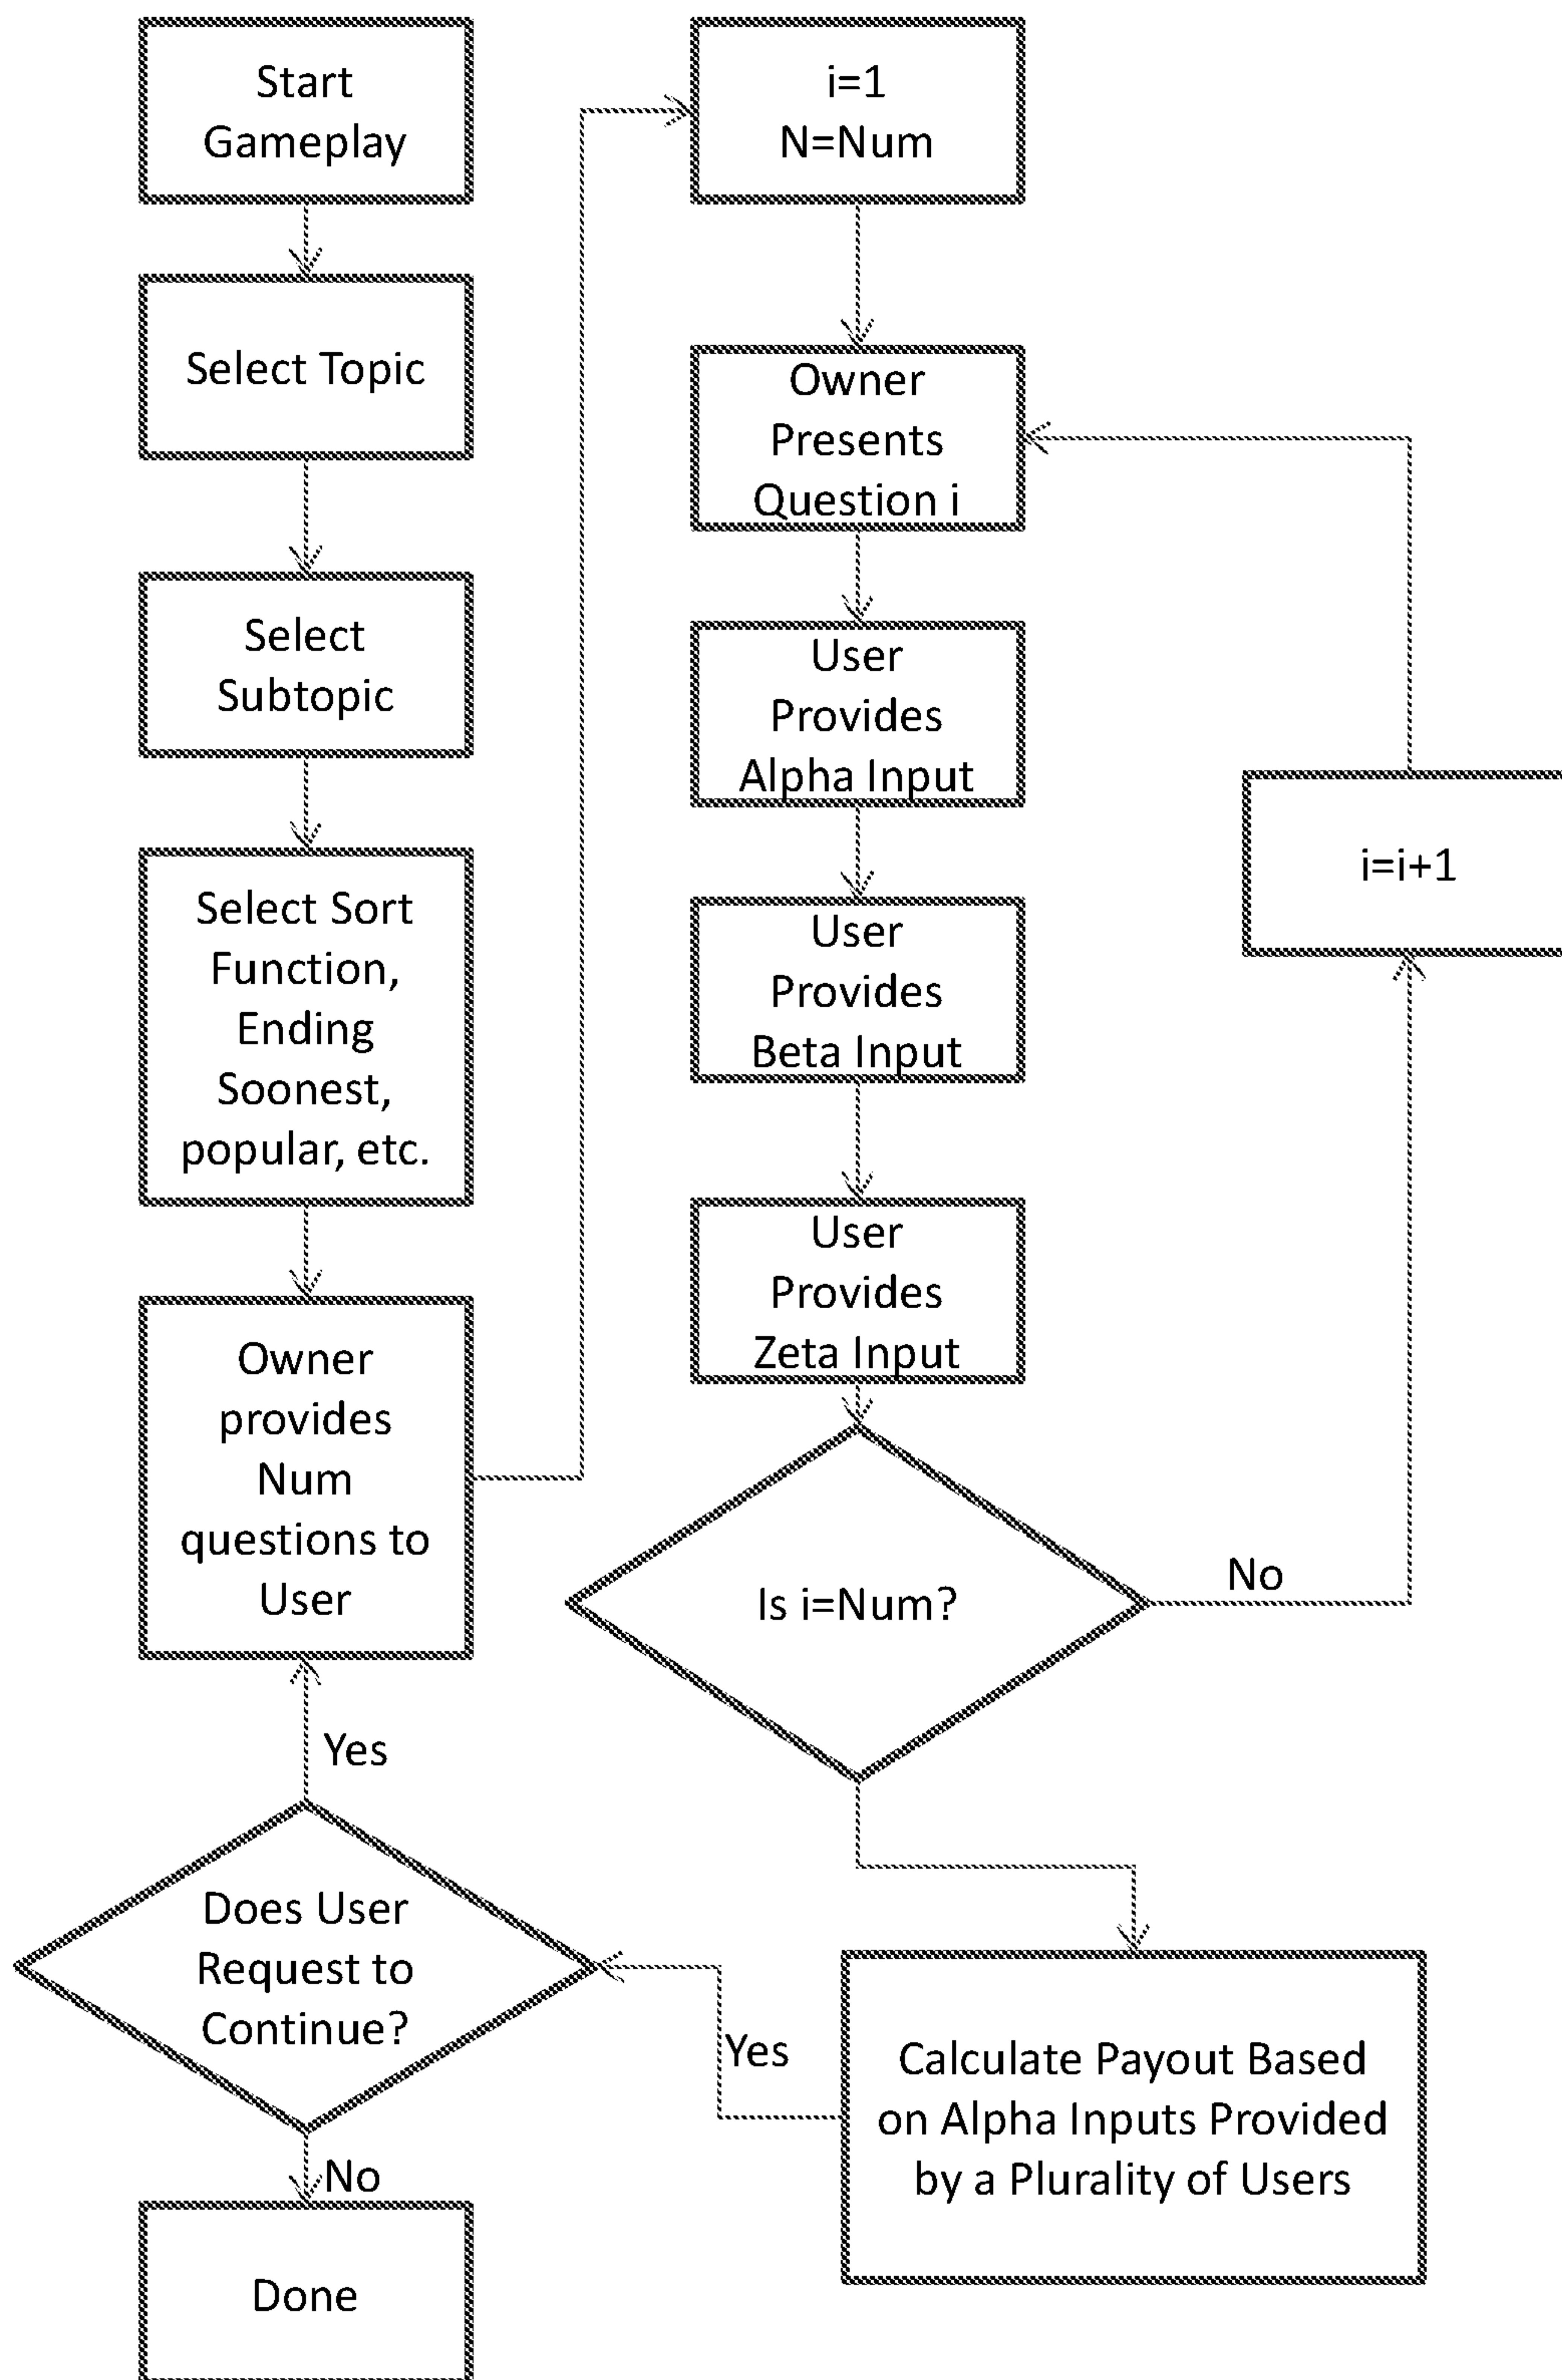 Start
Gameplay
Select Topic
Select
Subtopic
Select Sort
Function,
Ending
Soonest,
popular, etc.
Owner
provides
Num
questions to
User
Yes
Does User
Request to
Continue?
No
Done
i=1
N=Num
Owner
Presents
Question i
User
Provides
Alpha Input
User
Provides
Beta Input
User
Provides
Zeta Input
Is i=Num?
No
i=i+1
Calculate Payout Based
on Alpha Inputs Provided
by a Plurality of Users
Yes